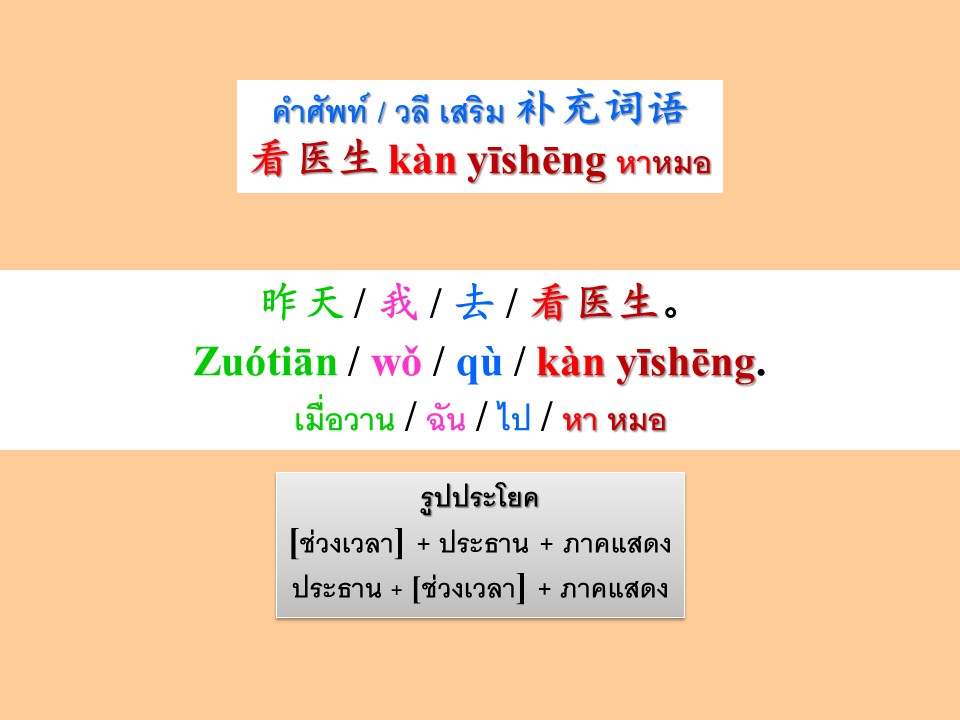 คำศัพท์ / วลี เสริม 补充词语
看医生 kàn yīshēng หาหมอ
昨天 / 我 / 去 / 看医生。
Zuótiān / wǒ / qù / kàn yīshēng.
เมื่อวาน / ฉัน / ไป / หา หมอ
รูปประโยค
[ช่วงเวลา] + ประธาน + ภาคแสดง
ประธาน + [ช่วงเวลา] + ภาคแสดง